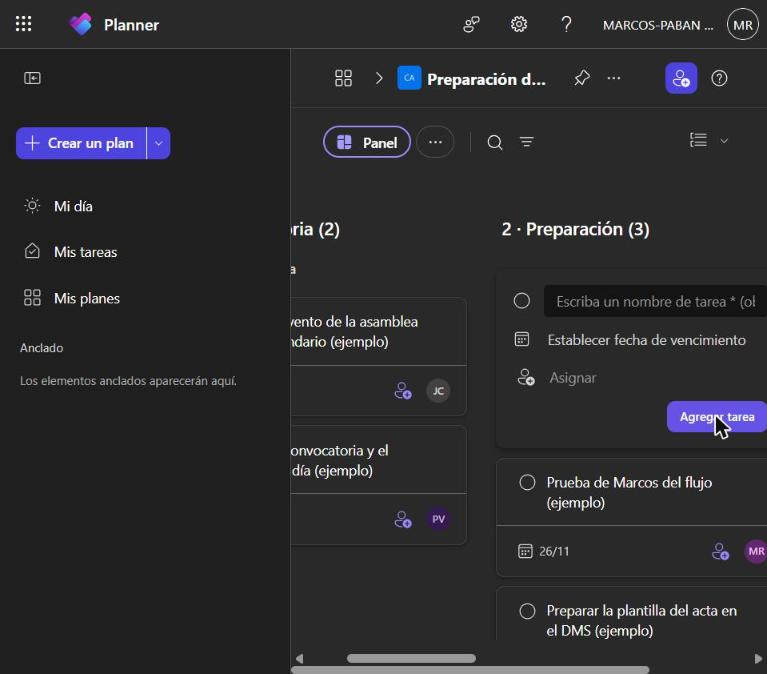 Planner
MARCOS-PABAN ...
MR
CA
Preparación d...
Crear un plan
Panel
Mi día
Mis tareas
Mis planes
Anclado
Los elementos anclados aparecerán aquí.
ria (2)
a
vento de la asamblea
ndario (ejemplo)
JC
onvocatoria y el
día (ejemplo)
PV
2 · Preparación (3)
Escriba un nombre de tarea * (ol
Establecer fecha de vencimiento
Asignar
Agregar tarea
Prueba de Marcos del flujo
(ejemplo)
26/11
MR
Preparar la plantilla del acta en
el DMS (ejemplo)